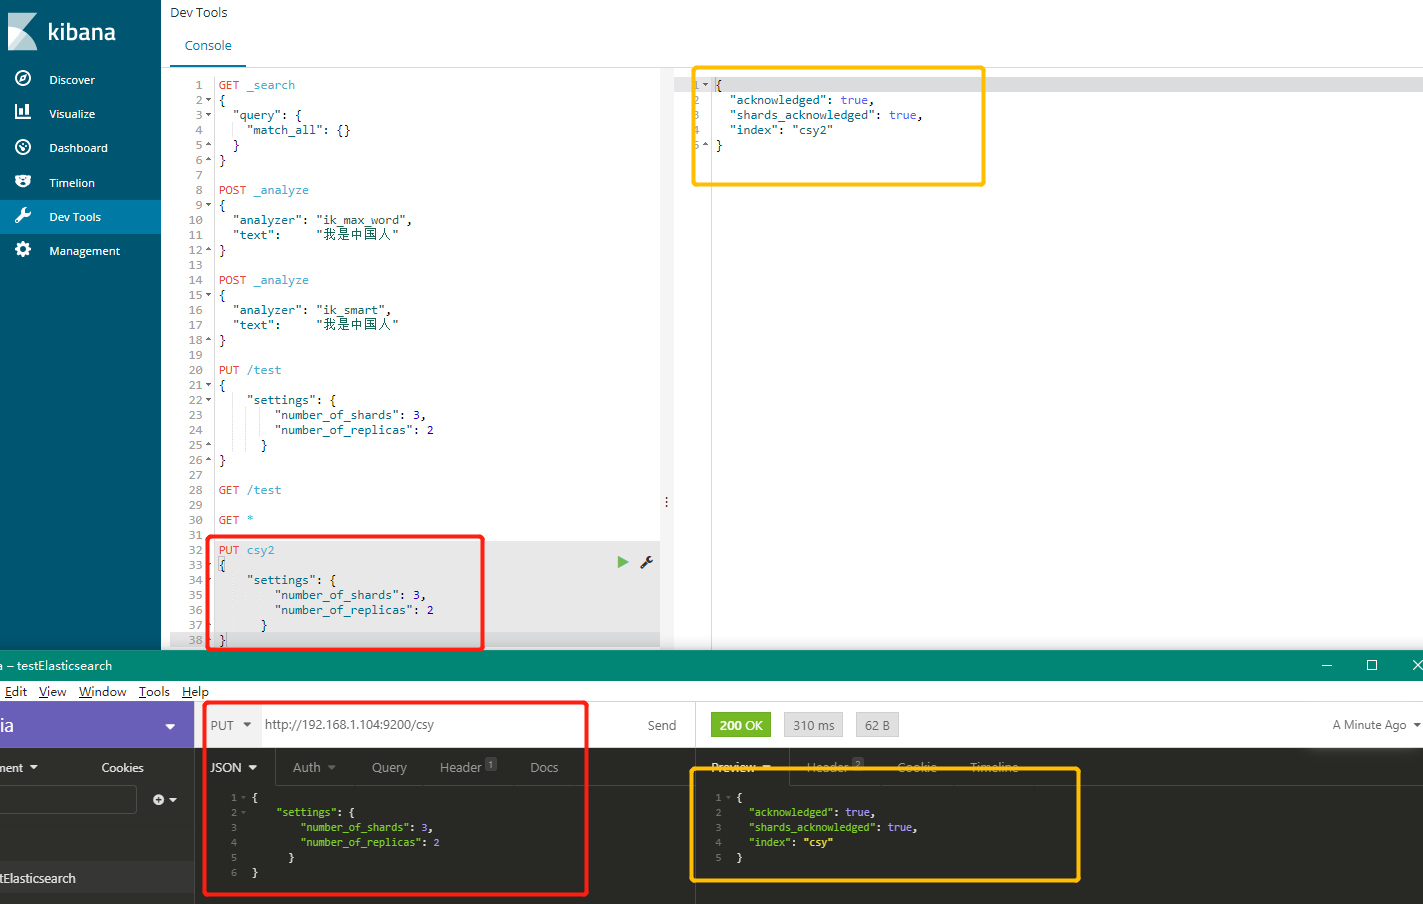 kibana
Discover
Visualize
Dashboard
Timelion
Dev Tools
Management
Dev Tools
Console
1 GET _search
2 {
3 "query": {
4 "match_all": {}
5 }
6 }
7
8 POST _analyze
9 {
10 "analyzer": "ik_max_word",
11 "text": "我是中国人"
12 }
13
14 POST _analyze
15 {
16 "analyzer": "ik_smart",
17 "text": "我是中国人"
18 }
19
20 PUT /test
21 {
22 "settings": {
23 "number_of_shards": 3,
24 "number_of_replicas": 2
25 }
26 }
27
28 GET /test
29
30 GET *
31
32 PUT csy2
33 {
34 "settings": {
35 "number_of_shards": 3,
36 "number_of_replicas": 2
37 }
38 }
1 {
2 "acknowledged": true,
3 "shards_acknowledged": true,
4 "index": "csy2"
5 }
a – testElasticsearch
Edit View Window Tools Help
ia
PUT http://192.168.1.104:9200/csy Send
200 OK 310 ms 62 B A Minute Ago
ment Cookies
JSON Auth Query Header 1 Docs
Preview Header 2 Cookie Timeline
tElasticsearch
1 {
2 "settings": {
3 "number_of_shards": 3,
4 "number_of_replicas": 2
5 }
6 }
1 {
2 "acknowledged": true,
3 "shards_acknowledged": true,
4 "index": "csy"
5 }